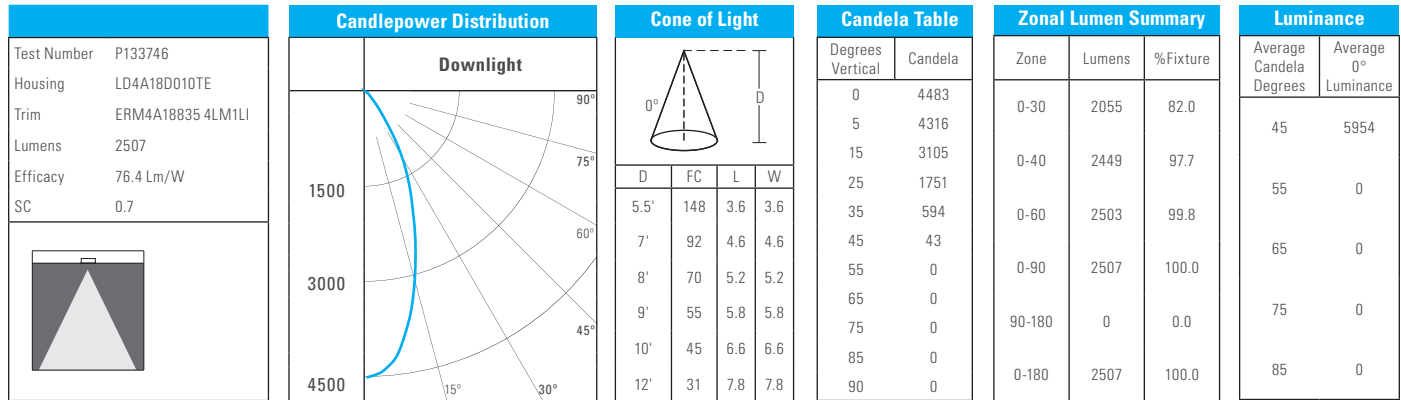 Test Number P133746
Housing LD4A18D010TE
Trim ERM4A18835 4LM1LI
Lumens 2507
Efficacy 76.4 Lm/W
SC 0.7
Candlepower Distribution
Downlight
90°
75°
1500
60°
3000
45°
4500
15°
30°
Cone of Light
0°
D
D FC L W
5.5' 148 3.6 3.6
7' 92 4.6 4.6
8' 70 5.2 5.2
9' 55 5.8 5.8
10' 45 6.6 6.6
12' 31 7.8 7.8
Candela Table
Degrees
Vertical
Candela
0 4483
5 4316
15 3105
25 1751
35 594
45 43
55 0
65 0
75 0
85 0
90 0
Zonal Lumen Summary
Zone Lumens %Fixture
0-30 2055 82.0
0-40 2449 97.7
0-60 2503 99.8
0-90 2507 100.0
90-180 0 0.0
0-180 2507 100.0
Luminance
Average
Candela
Degrees
Average
0°
Luminance
45 5954
55 0
65 0
75 0
85 0